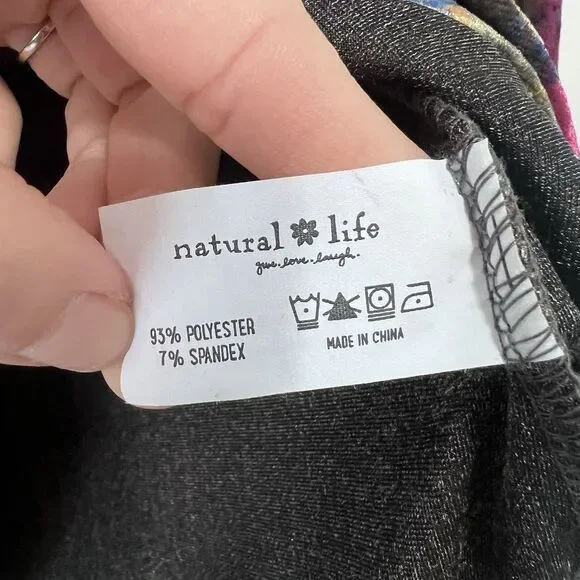 natural life
give. love. laugh.
93% POLYESTER
7% SPANDEX
MADE IN CHINA